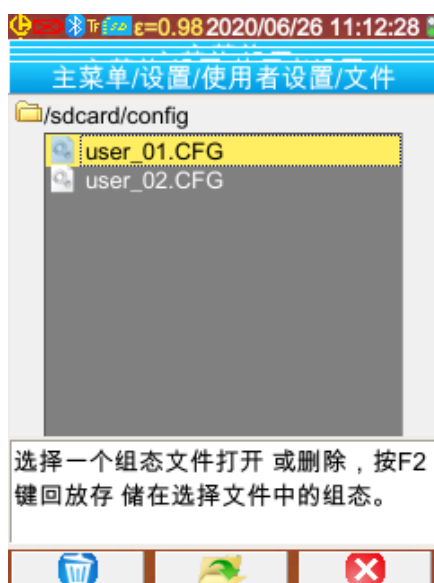 TF ε=0.98 2020/06/26 11:12:28
主菜单/设置/使用者设置/文件
/sdcard/config
user_01.CFG
user_02.CFG
选择一个组态文件打开 或删除，按F2
键回放存 储在选择文件中的组态。